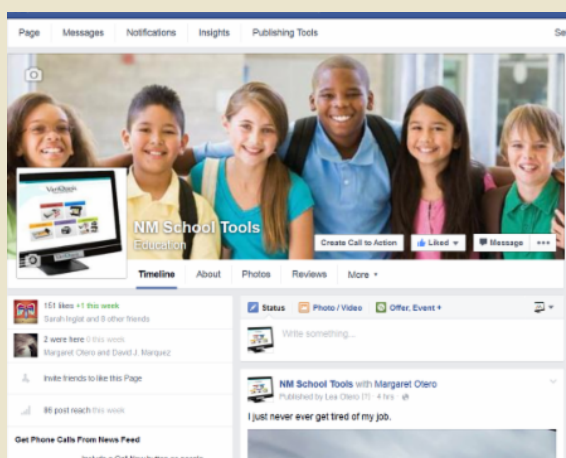 Page Messages Notifications Insights Publishing Tools
NM School Tools
Education
Create Call to Action Liked Message
Timeline About Photos Reviews More
151 likes +1 this week
Sarah Inglat and 8 other friends
2 were here 0 this week
Margaret Otero and David J. Marquez
Invite friends to like this Page
86 post reach this week
Get Phone Calls From News Feed
Status Photo / Video Offer, Event +
Write something...
NM School Tools with Margaret Otero
Published by Lea Otero [?] · 4 hrs ·
I just never ever get tired of my job.